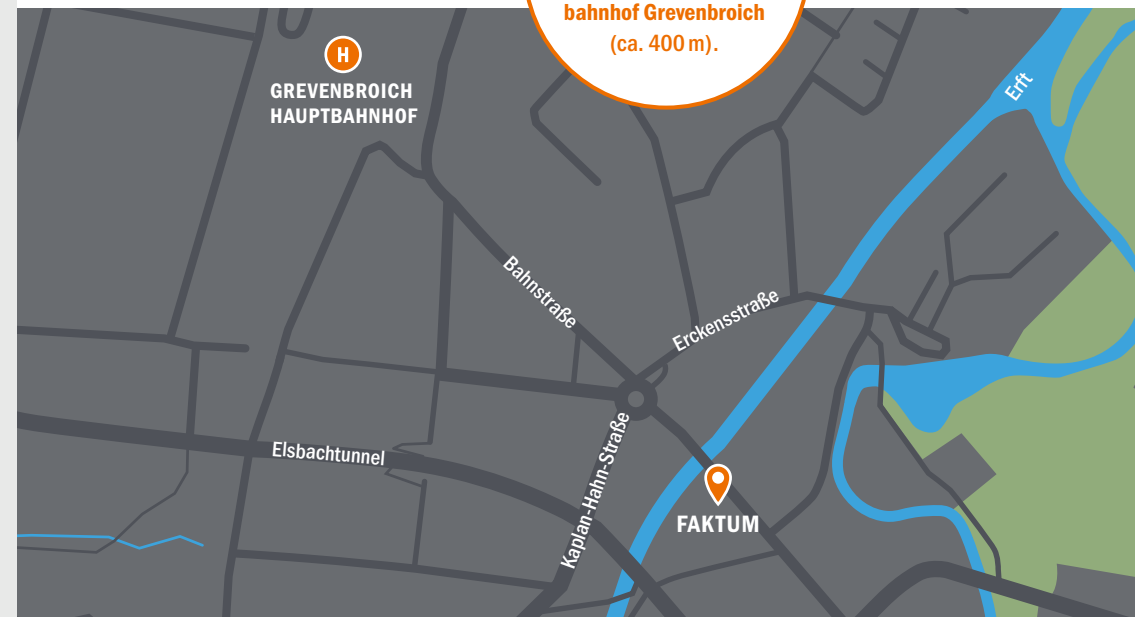 bahnhof Grevenbroich
(ca. 400 m).
H
GREVENBROICH
HAUPTBAHNHOF
Erft
Bahnstraße
Erckensstraße
Elsbachtunnel
Kaplan-Hahn-Straße
FAKTUM